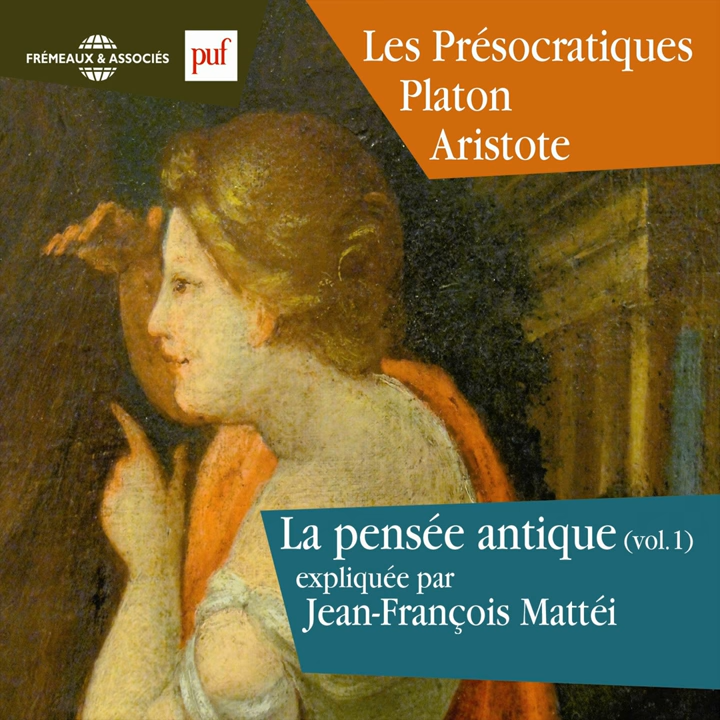 FRÉMEAUX & ASSOCIÉS
puf
Les Présocratiques
Platon
Aristote
La pensée antique (vol. 1)
expliquée par
Jean-François Mattéi